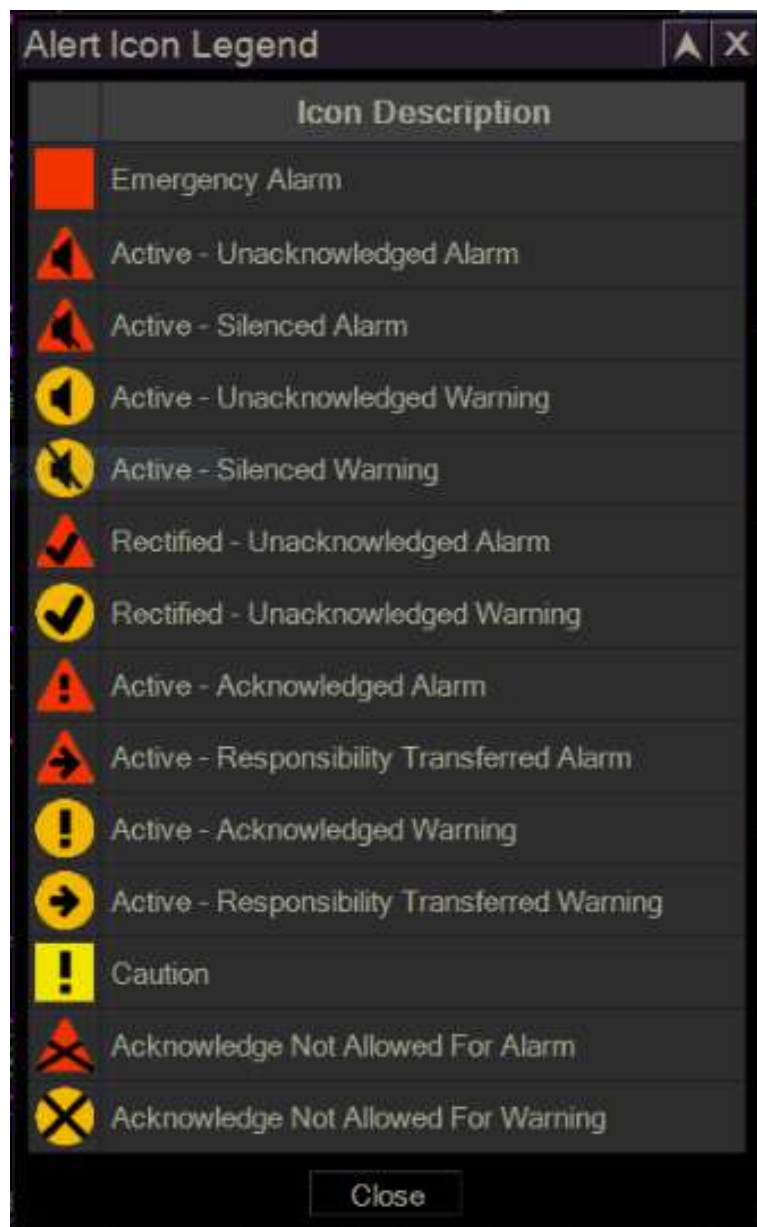 Alert Icon Legend
X
Icon Description
Emergency Alarm
Active - Unacknowledged Alarm
Active - Silenced Alarm
Active - Unacknowledged Warning
Active - Silenced Warning
Rectified - Unacknowledged Alarm
Rectified - Unacknowledged Warning
Active - Acknowledged Alarm
Active - Responsibility Transferred Alarm
Active - Acknowledged Warning
Active - Responsibility Transferred Warning
Caution
Acknowledge Not Allowed For Alarm
Acknowledge Not Allowed For Warning
Close